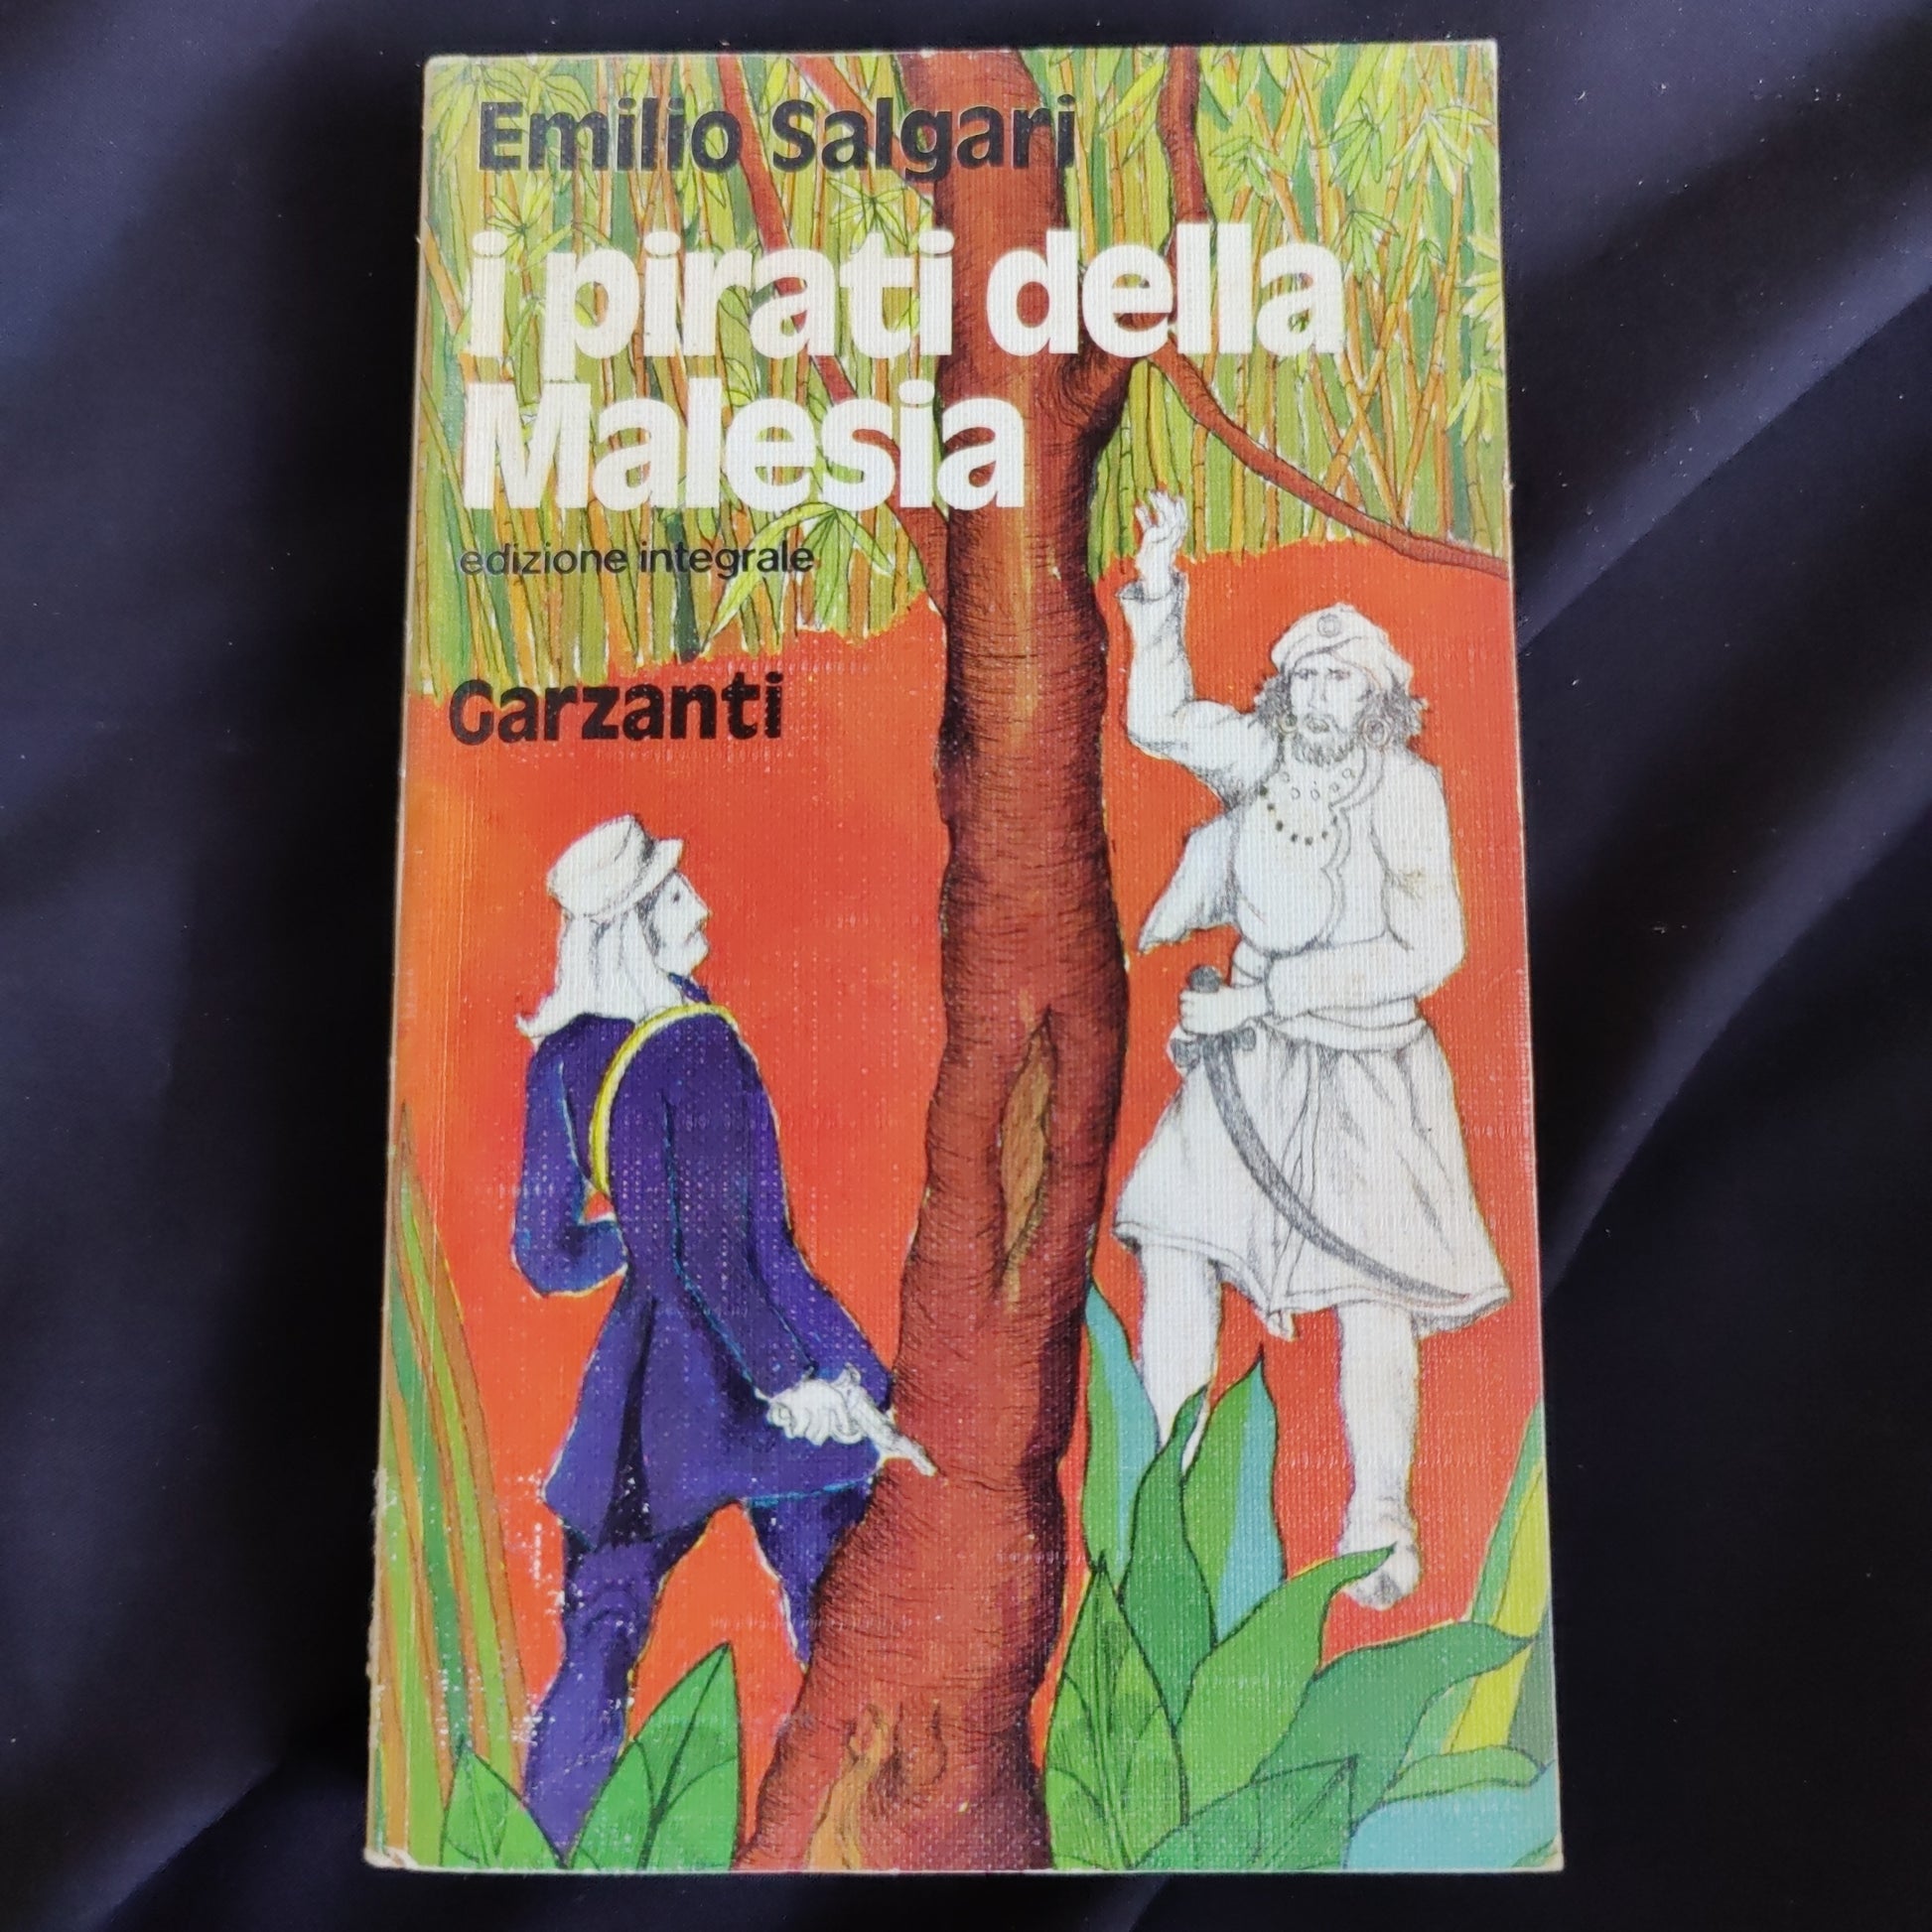 Emilio Salgari
i pirati della
Malesia
edizione integrale
Garzanti